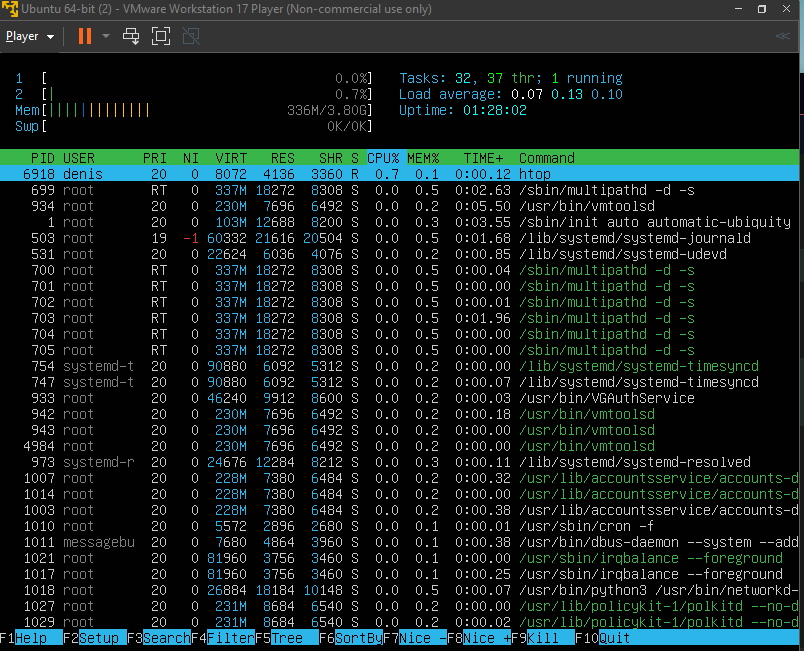 Ubuntu 64-bit (2) - VMware Workstation 17 Player (Non-commercial use only)
Player
1 [ 0.0%] Tasks: 32, 37 thr; 1 running
2 [| 0.7%] Load average: 0.07 0.13 0.10
Mem[||||||||||||| 336M/3.80G] Uptime: 01:28:02
Swp[ 0K/0K]
PID USER PRI NI VIRT RES SHR S CPU% MEM% TIME+ Command
6918 denis 20 0 8072 4136 3360 R 0.7 0.1 0:00.12 htop
699 root RT 0 337M 18272 8308 S 0.0 0.5 0:02.63 /sbin/multipathd -d -s
934 root 20 0 230M 7696 6492 S 0.0 0.2 0:05.50 /usr/bin/vmtoolsd
1 root 20 0 103M 12688 8200 S 0.0 0.3 0:03.55 /sbin/init auto automatic-ubiquity
503 root 19 -1 60332 21616 20504 S 0.0 0.5 0:01.68 /lib/systemd/systemd-journald
531 root 20 0 22624 6036 4076 S 0.0 0.2 0:00.85 /lib/systemd/systemd-udevd
700 root RT 0 337M 18272 8308 S 0.0 0.5 0:00.04 /sbin/multipathd -d -s
701 root RT 0 337M 18272 8308 S 0.0 0.5 0:00.00 /sbin/multipathd -d -s
702 root RT 0 337M 18272 8308 S 0.0 0.5 0:00.01 /sbin/multipathd -d -s
703 root RT 0 337M 18272 8308 S 0.0 0.5 0:01.96 /sbin/multipathd -d -s
704 root RT 0 337M 18272 8308 S 0.0 0.5 0:00.00 /sbin/multipathd -d -s
705 root RT 0 337M 18272 8308 S 0.0 0.5 0:00.00 /sbin/multipathd -d -s
754 systemd-t 20 0 90880 6092 5312 S 0.0 0.2 0:00.00 /lib/systemd/systemd-timesyncd
747 systemd-t 20 0 90880 6092 5312 S 0.0 0.2 0:00.07 /lib/systemd/systemd-timesyncd
933 root 20 0 46240 9912 8600 S 0.0 0.2 0:00.03 /usr/bin/VGAuthService
942 root 20 0 230M 7696 6492 S 0.0 0.2 0:00.18 /usr/bin/vmtoolsd
943 root 20 0 230M 7696 6492 S 0.0 0.2 0:00.00 /usr/bin/vmtoolsd
4984 root 20 0 230M 7696 6492 S 0.0 0.2 0:00.00 /usr/bin/vmtoolsd
973 systemd-r 20 0 24676 12284 8212 S 0.0 0.3 0:00.11 /lib/systemd/systemd-resolved
1007 root 20 0 228M 7380 6484 S 0.0 0.2 0:00.32 /usr/lib/accountsservice/accounts-d
1014 root 20 0 228M 7380 6484 S 0.0 0.2 0:00.00 /usr/lib/accountsservice/accounts-d
1003 root 20 0 228M 7380 6484 S 0.0 0.2 0:00.38 /usr/lib/accountsservice/accounts-d
1010 root 20 0 5572 2896 2680 S 0.0 0.1 0:00.01 /usr/sbin/cron -f
1011 messagebu 20 0 7680 4864 3960 S 0.0 0.1 0:00.38 /usr/bin/dbus-daemon --system --add
1021 root 20 0 81960 3756 3460 S 0.0 0.1 0:00.00 /usr/sbin/irqbalance --foreground
1017 root 20 0 81960 3756 3460 S 0.0 0.1 0:00.25 /usr/sbin/irqbalance --foreground
1018 root 20 0 26884 18184 10148 S 0.0 0.5 0:00.07 /usr/bin/python3 /usr/bin/networkd-
1027 root 20 0 231M 8684 6540 S 0.0 0.2 0:00.00 /usr/lib/policykit-1/polkitd --no-d
1029 root 20 0 231M 8684 6540 S 0.0 0.2 0:00.02 /usr/lib/policykit-1/polkitd --no-d
F1Help F2Setup F3SearchF4FilterF5Tree F6SortByF7Nice -F8Nice +F9Kill F10Quit